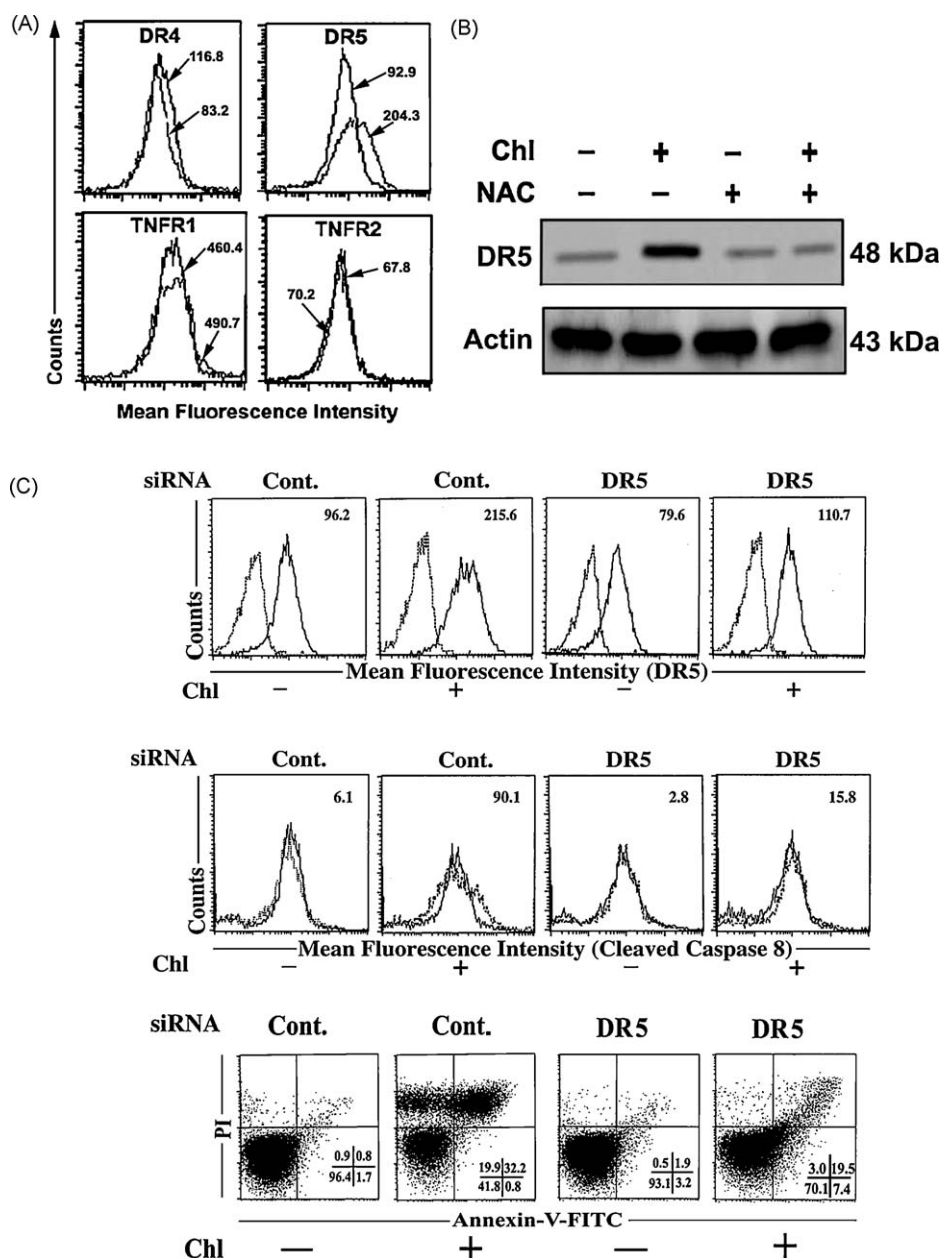 (A)
DR4
116.8
83.2
DR5
92.9
204.3
TNFR1
460.4
490.7
TNFR2
67.8
70.2
Counts
Mean Fluorescence Intensity
(B)
Chl – + – +
NAC – – + +
DR5 48 kDa
Actin 43 kDa
(C)
siRNA Cont. Cont. DR5 DR5
96.2 215.6 79.6 110.7
Counts
Mean Fluorescence Intensity (DR5)
Chl – + – +
siRNA Cont. Cont. DR5 DR5
6.1 90.1 2.8 15.8
Counts
Mean Fluorescence Intensity (Cleaved Caspase 8)
Chl – + – +
siRNA Cont. Cont. DR5 DR5
PI
0.9 0.8 19.9 32.2 0.5 1.9 3.0 19.5
96.4 1.7 41.8 0.8 93.1 3.2 70.1 7.4
Annexin-V-FITC
Chl — + — +